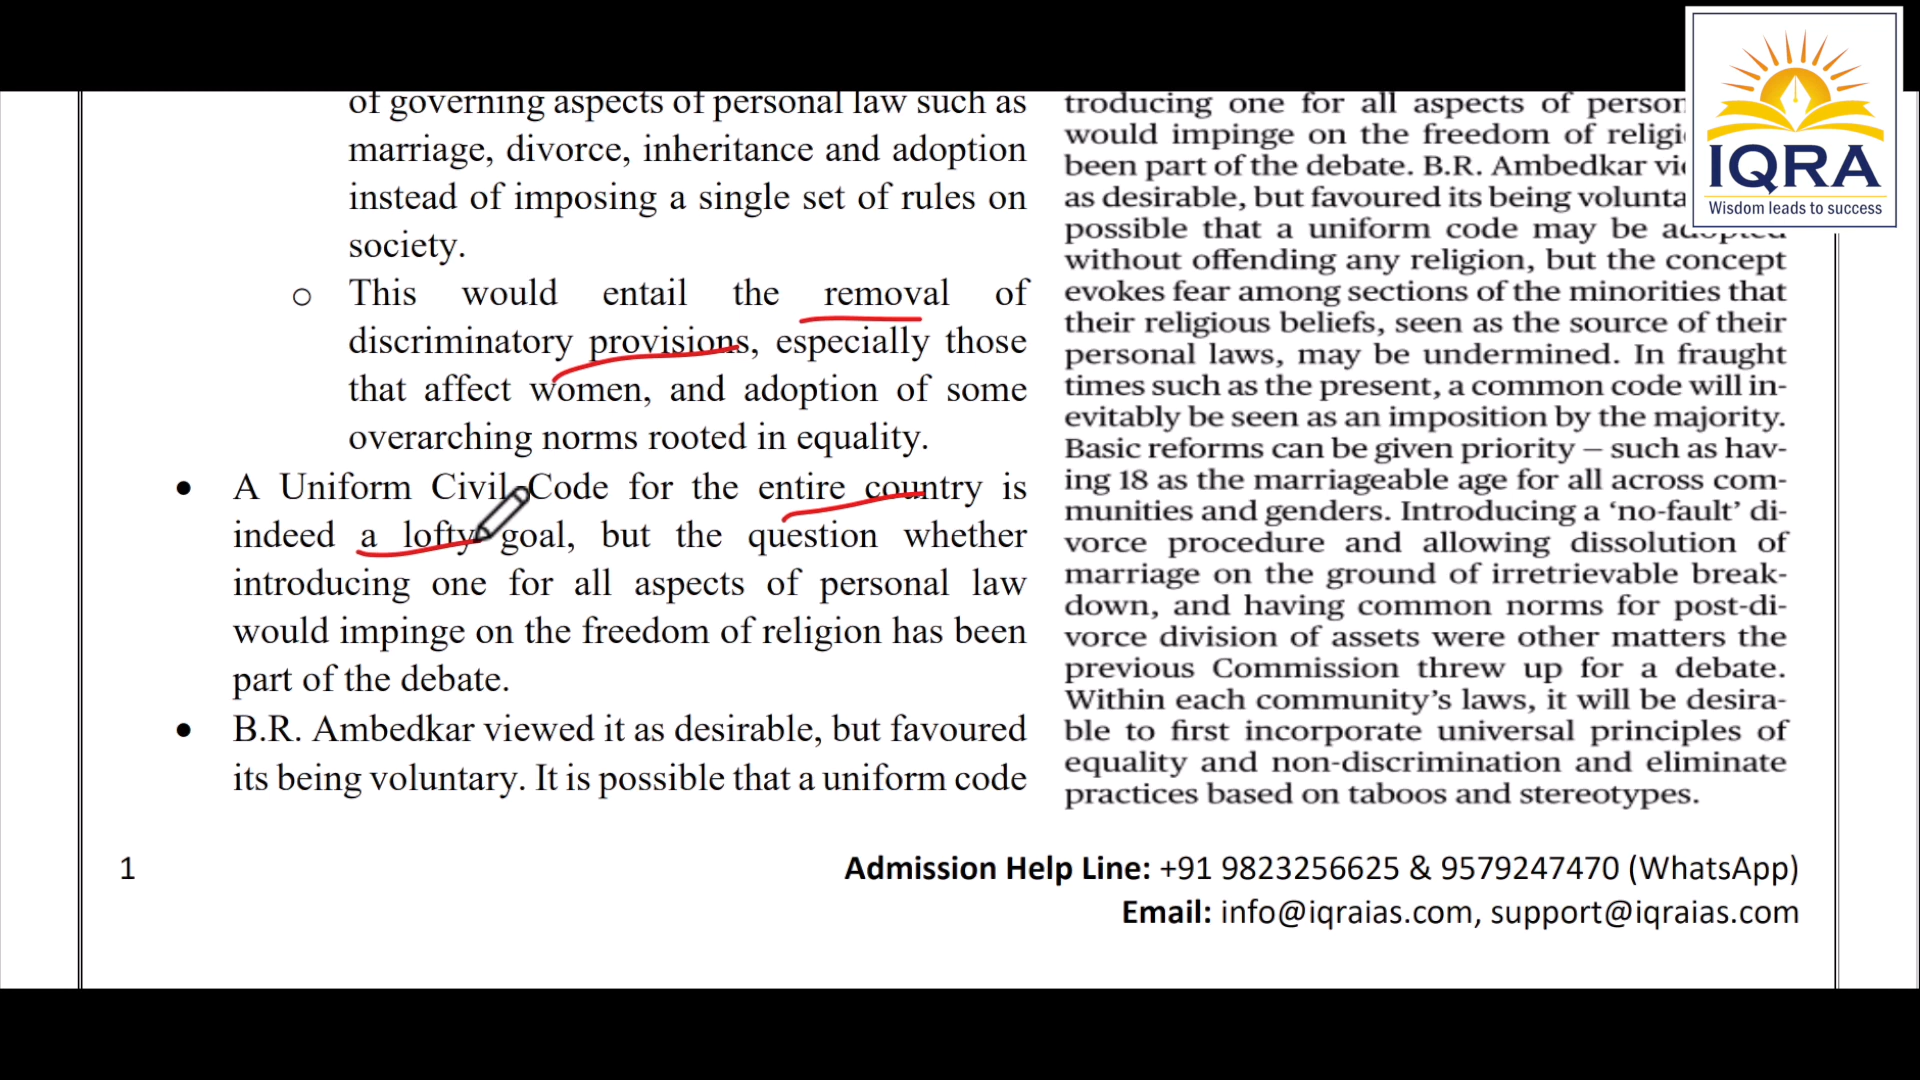 of governing aspects of personal law such as
marriage, divorce, inheritance and adoption
instead of imposing a single set of rules on
society.
o This would entail the removal of
discriminatory provisions, especially those
that affect women, and adoption of some
overarching norms rooted in equality.
• A Uniform Civil Code for the entire country is
indeed a lofty goal, but the question whether
introducing one for all aspects of personal law
would impinge on the freedom of religion has been
part of the debate.
• B.R. Ambedkar viewed it as desirable, but favoured
its being voluntary. It is possible that a uniform code
troducing one for all aspects of person
would impinge on the freedom of religi
been part of the debate. B.R. Ambedkar vi
as desirable, but favoured its being volunta
possible that a uniform code may be adopted
without offending any religion, but the concept
evokes fear among sections of the minorities that
their religious beliefs, seen as the source of their
personal laws, may be undermined. In fraught
times such as the present, a common code will in-
evitably be seen as an imposition by the majority.
Basic reforms can be given priority – such as hav-
ing 18 as the marriageable age for all across com-
munities and genders. Introducing a ‘no-fault’ di-
vorce procedure and allowing dissolution of
marriage on the ground of irretrievable break-
down, and having common norms for post-di-
vorce division of assets were other matters the
previous Commission threw up for a debate.
Within each community’s laws, it will be desira-
ble to first incorporate universal principles of
equality and non-discrimination and eliminate
practices based on taboos and stereotypes.
IQRA
Wisdom leads to success
1
Admission Help Line: +91 9823256625 & 9579247470 (WhatsApp)
Email: info@iqraias.com, support@iqraias.com